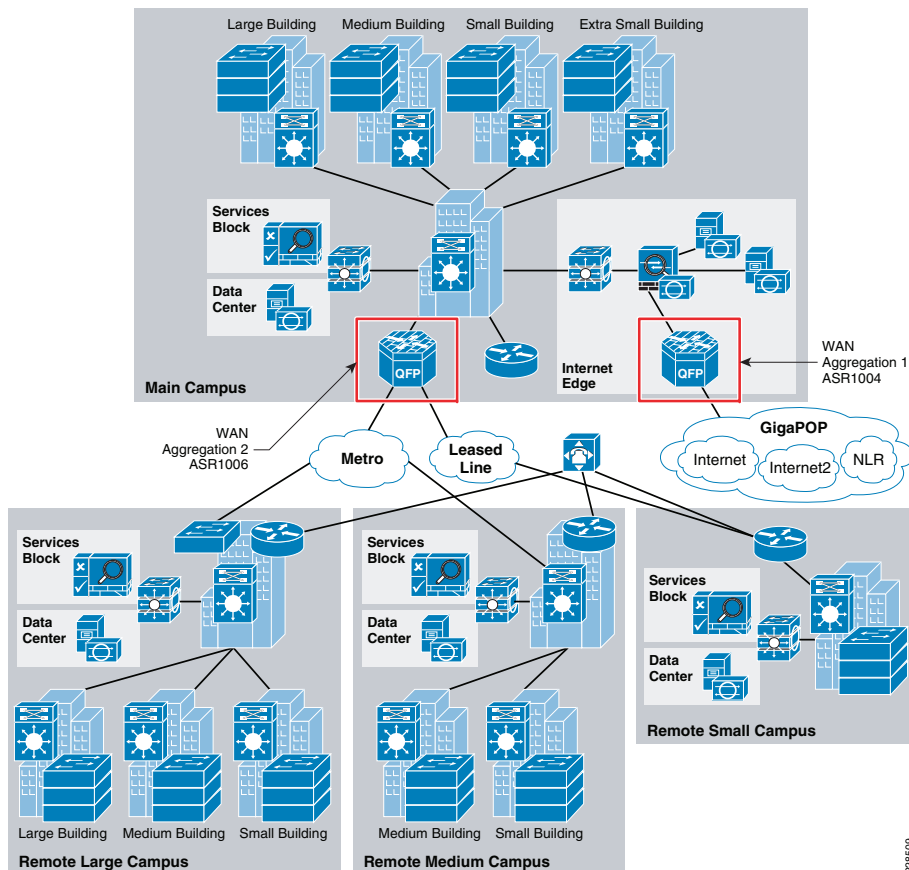 Large Building
Medium Building
Small Building
Extra Small Building
Services
Block
Data
Center
Main Campus
QFP
Internet
Edge
QFP
WAN
Aggregation 1
ASR1004
WAN
Aggregation 2
ASR1006
Metro
Leased
Line
GigaPOP
Internet
Internet2
NLR
Services
Block
Data
Center
Large Building
Medium Building
Small Building
Remote Large Campus
Services
Block
Data
Center
Medium Building
Small Building
Remote Medium Campus
Services
Block
Data
Center
Remote Small Campus